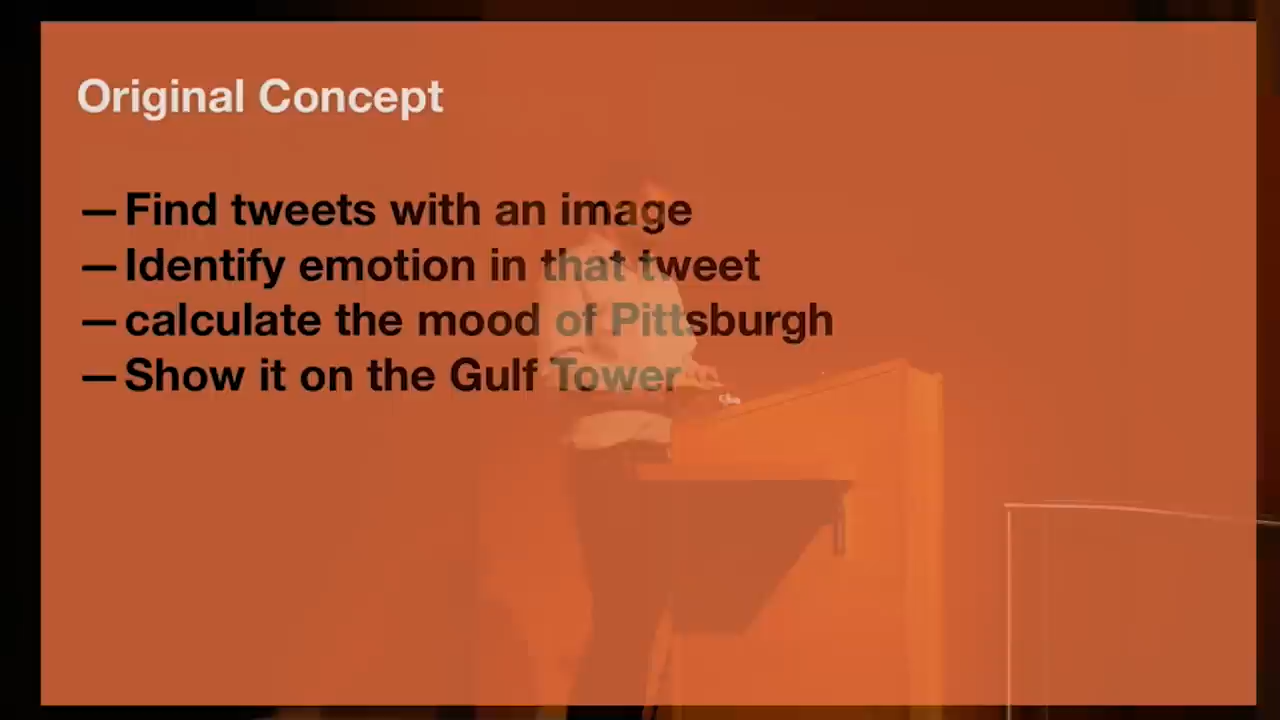 Original Concept
—Find tweets with an image
—Identify emotion in that tweet
—calculate the mood of Pittsburgh
—Show it on the Gulf Tower